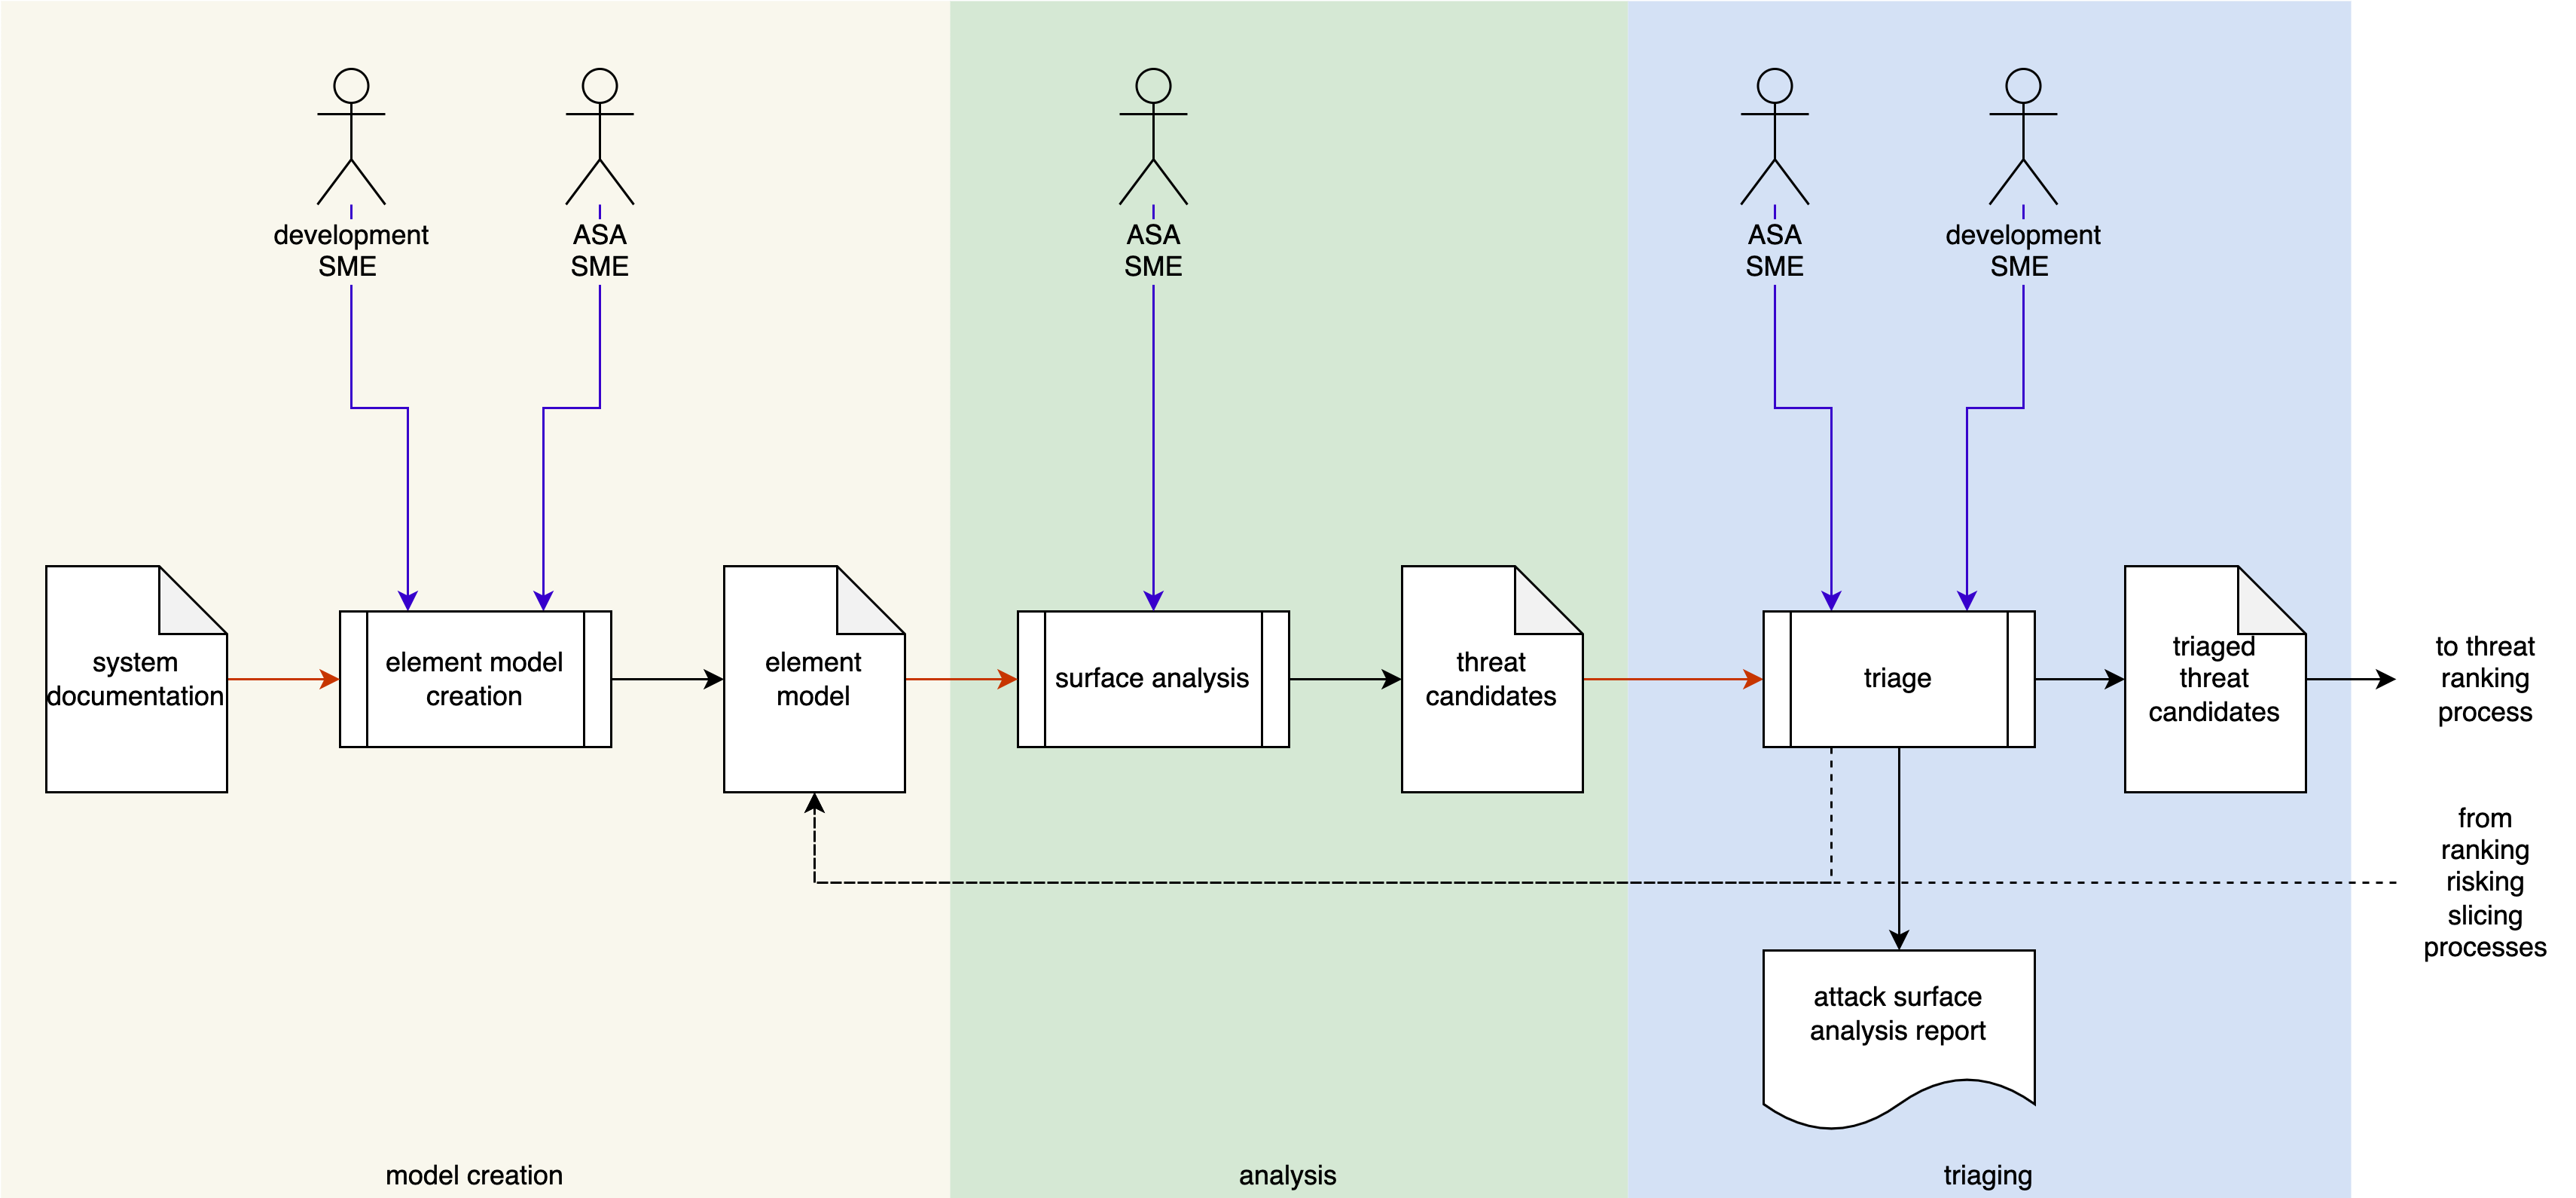 development
SME
ASA
SME
ASA
SME
ASA
SME
development
SME
system
documentation
element model
creation
element
model
surface analysis
threat
candidates
triage
triaged
threat
candidates
to threat
ranking
process
from
ranking
risking
slicing
processes
attack surface
analysis report
model creation
analysis
triaging